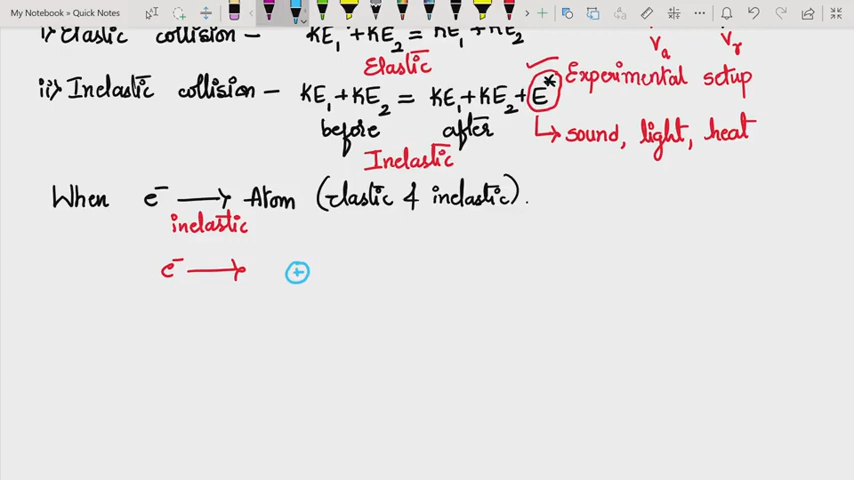 My Notebook » Quick Notes
i) Elastic collision – KE₁ + KE₂ = KE₁ + KE₂
Vₐ Vᵣ
Elastic
ii) Inelastic collision – KE₁ + KE₂ = KE₁ + KE₂ + E* Experimental setup
before after ↳ sound, light, heat
Inelastic
When e⁻ → Atom (elastic & inelastic).
inelastic
e⁻ → +